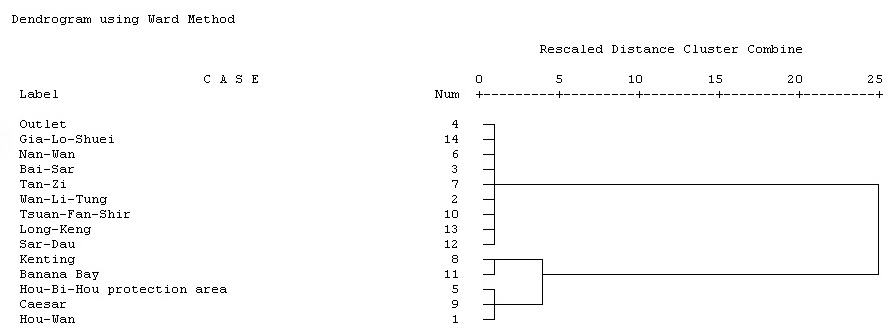 Dendrogram using Ward Method
Rescaled Distance Cluster Combine
C A S E 0 5 10 15 20 25
Label Num
Outlet 4
Gia-Lo-Shuei 14
Nan-Wan 6
Bai-Sar 3
Tan-Zi 7
Wan-Li-Tung 2
Tsuan-Fan-Shir 10
Long-Keng 13
Sar-Dau 12
Kenting 8
Banana Bay 11
Hou-Bi-Hou protection area 5
Caesar 9
Hou-Wan 1